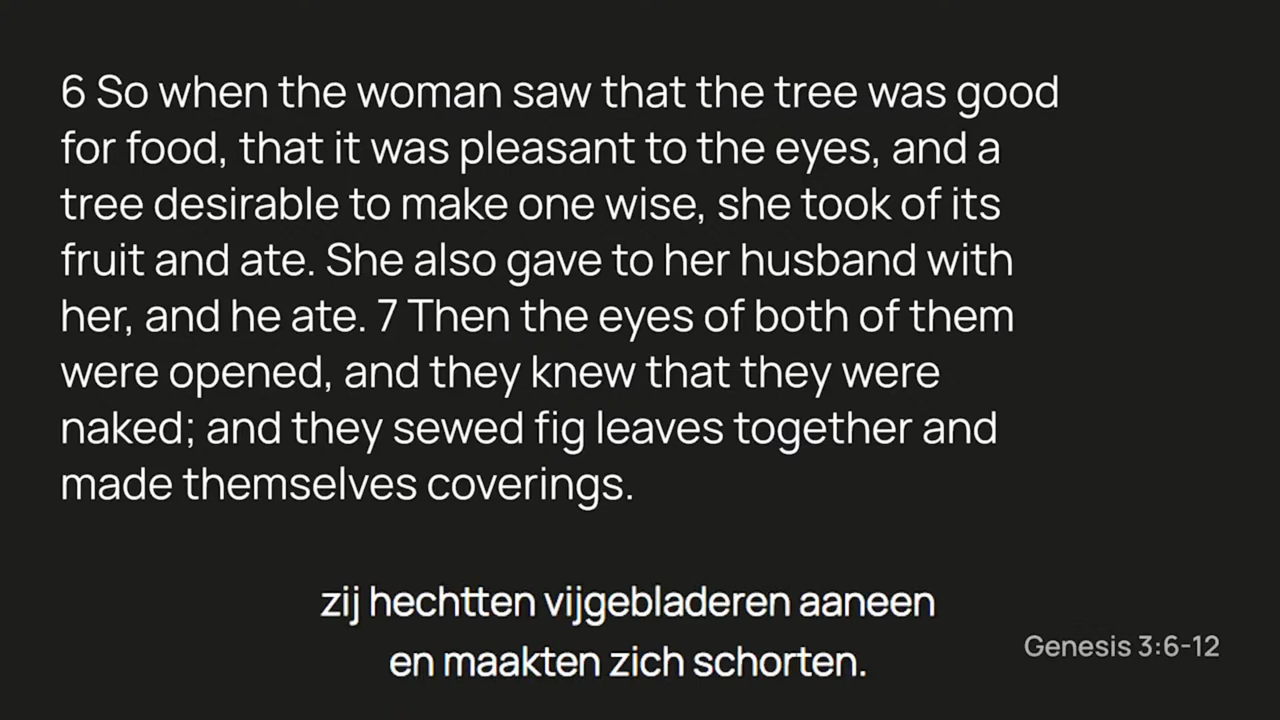 6 So when the woman saw that the tree was good
for food, that it was pleasant to the eyes, and a
tree desirable to make one wise, she took of its
fruit and ate. She also gave to her husband with
her, and he ate. 7 Then the eyes of both of them
were opened, and they knew that they were
naked; and they sewed fig leaves together and
made themselves coverings.
zij hechtten vijgebladeren aaneen
en maakten zich schorten.
Genesis 3:6-12